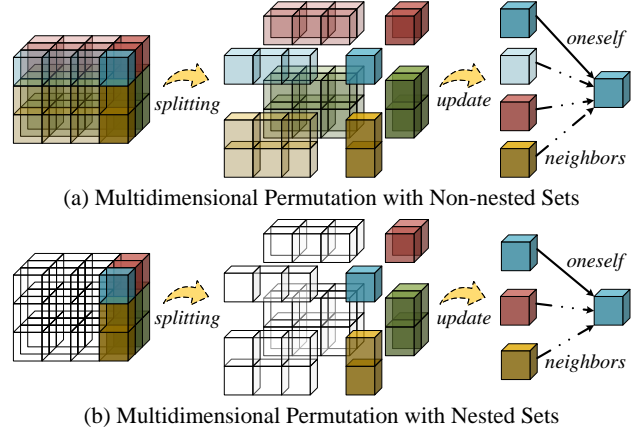 splitting
update
oneself
neighbors
(a) Multidimensional Permutation with Non-nested Sets
splitting
update
oneself
neighbors
(b) Multidimensional Permutation with Nested Sets